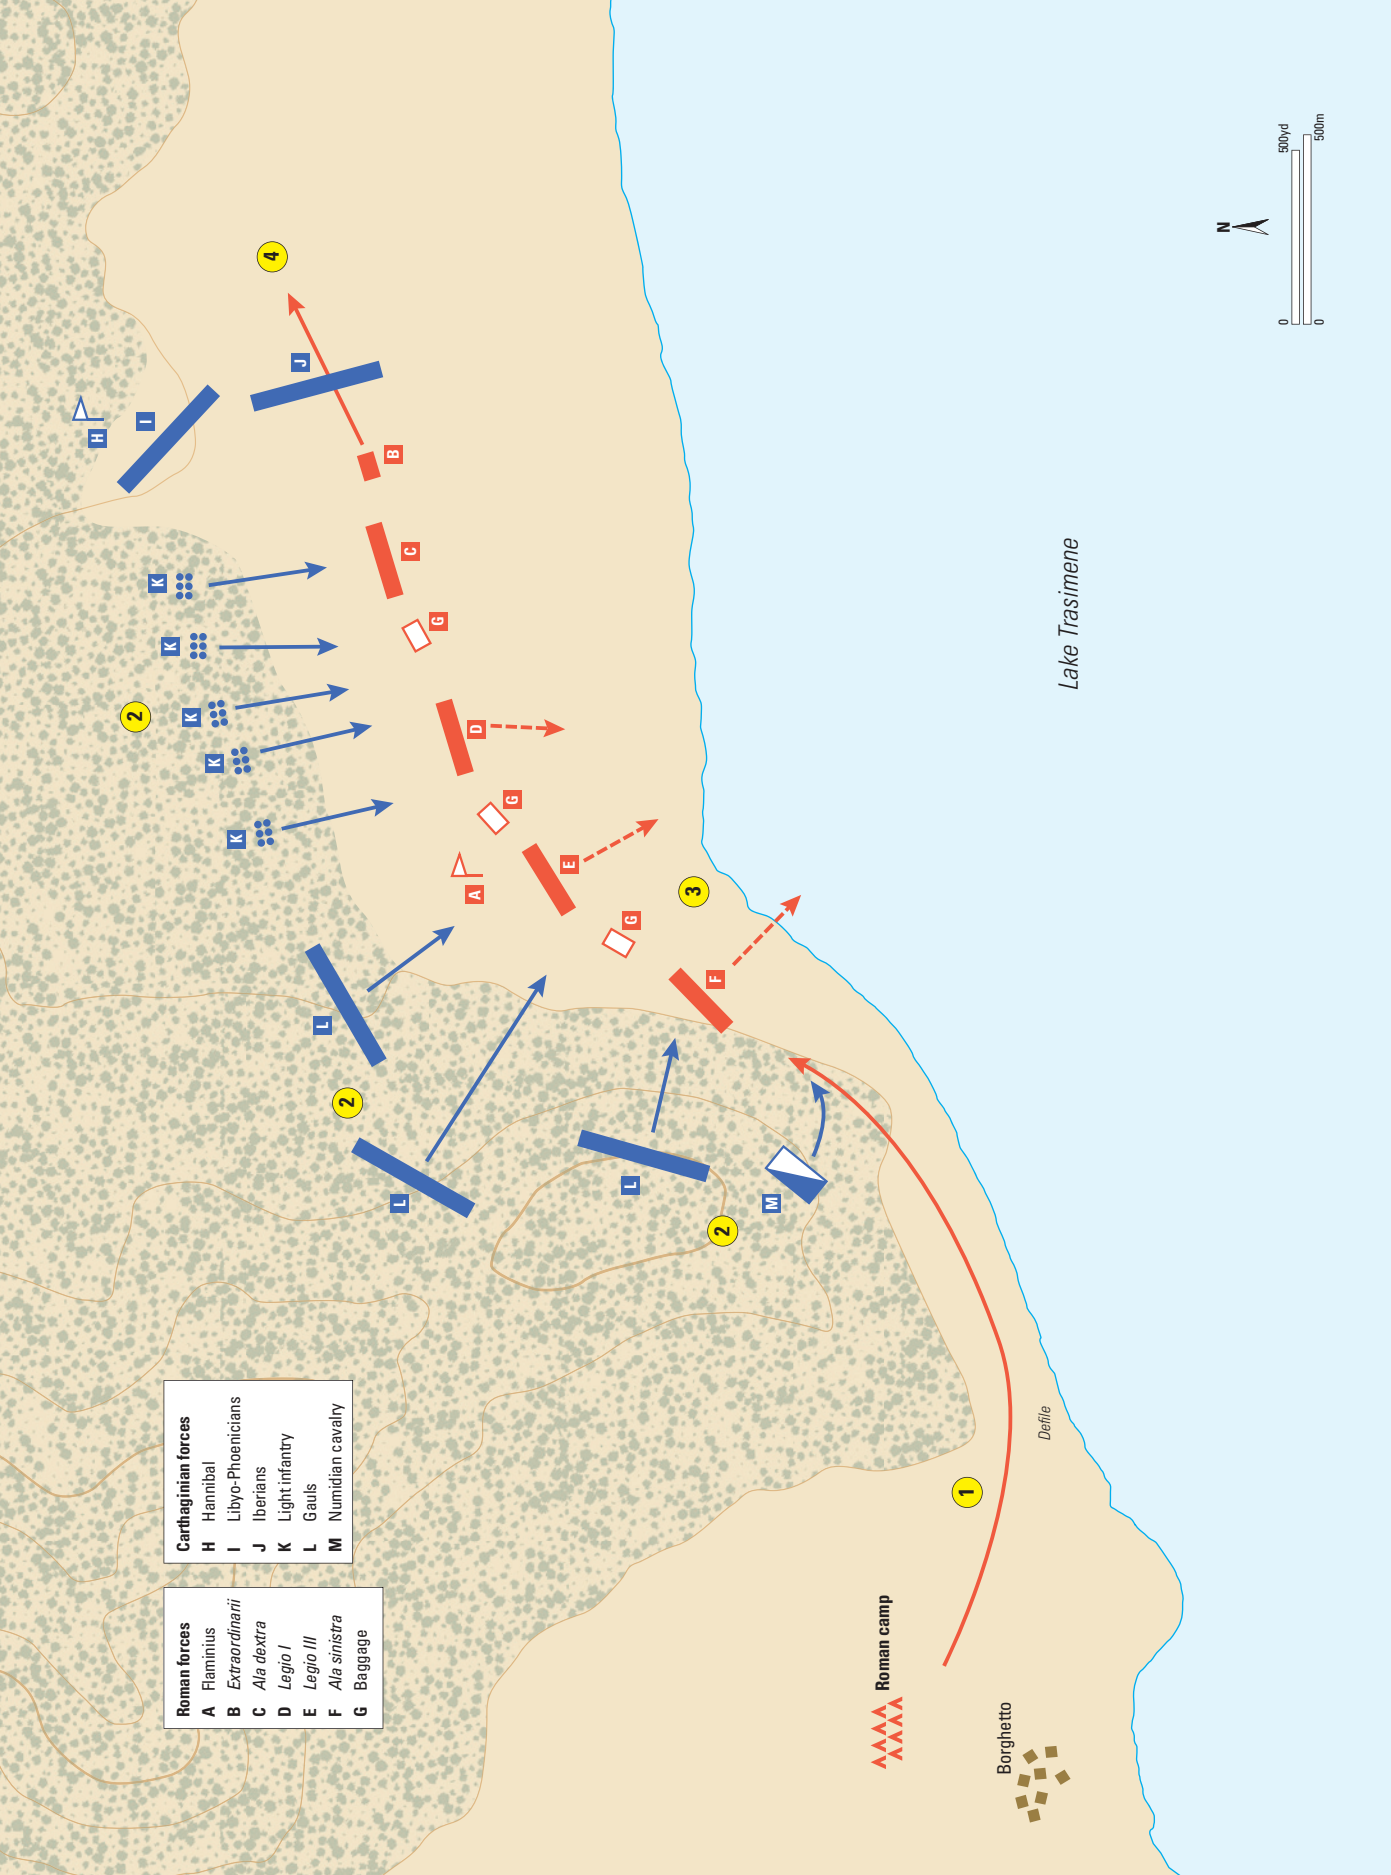 Roman forces
A Flaminius
B Extraordinarii
C Ala dextra
D Legio I
E Legio III
F Ala sinistra
G Baggage
Carthaginian forces
H Hannibal
I Libyo-Phoenicians
J Iberians
K Light infantry
L Gauls
M Numidian cavalry
H
I
J
4
B
K
C
K
G
2
K
K
D
K
G
A
E
3
G
L
F
2
L
L
2
M
1
Defile
Roman camp
Borghetto
Lake Trasimene
N
0 500yd
0 500m